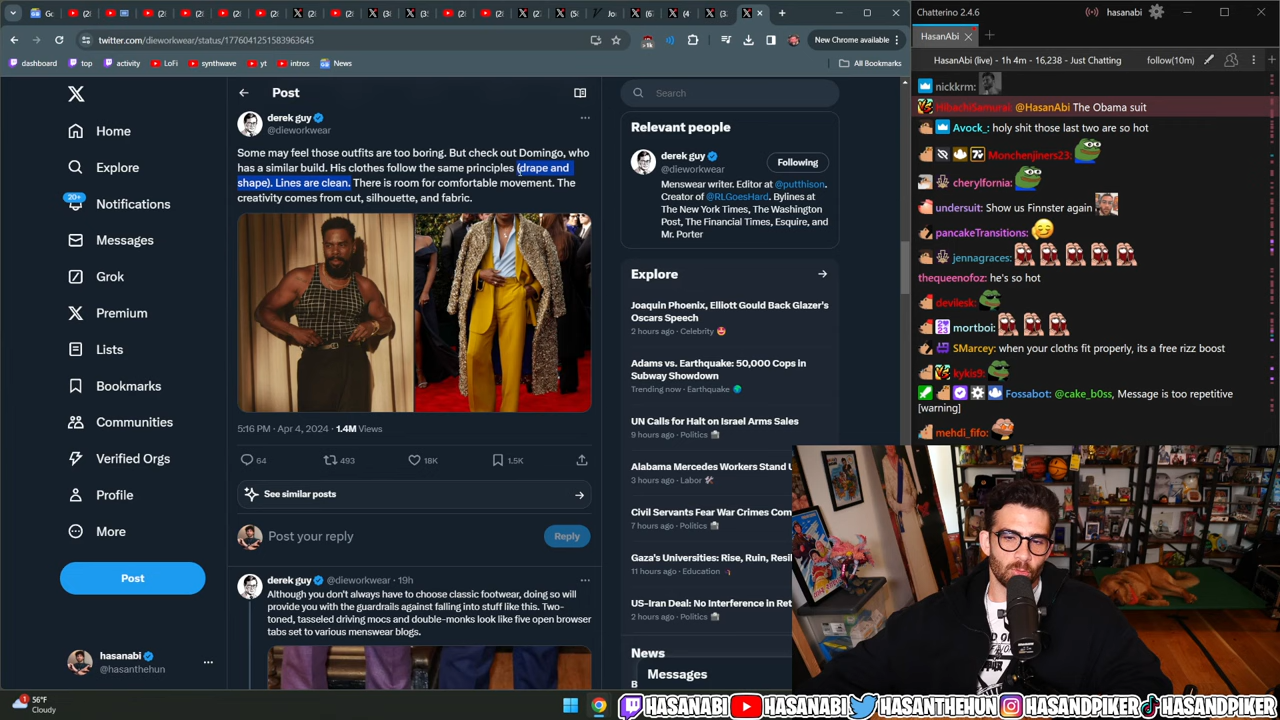 New Chrome available
twitter.com/dieworkwear/status/1776041251583963645
dashboard
top
activity
LoFi
synthwave
yt
intros
News
All Bookmarks
Post
Home
Explore
20+
Notifications
Messages
Grok
Premium
Lists
Bookmarks
Communities
Verified Orgs
Profile
More
Post
hasanabi
@hasanthehun
derek guy
@dieworkwear
Some may feel those outfits are too boring. But check out Domingo, who
has a similar build. His clothes follow the same principles (drape and
shape). Lines are clean. There is room for comfortable movement. The
creativity comes from cut, silhouette, and fabric.
5:16 PM · Apr 4, 2024 · 1.4M Views
64
493
18K
1.5K
See similar posts
Post your reply
Reply
derek guy @dieworkwear · 19h
Although you don't always have to choose classic footwear, doing so will
provide you with the guardrails against falling into stuff like this. Two-
toned, tasseled driving mocs and double-monks look like five open browser
tabs set to various menswear blogs.
Search
Relevant people
derek guy
@dieworkwear
Following
Menswear writer. Editor at @putthison.
Creator of @RLGoesHard. Bylines at
The New York Times, The Washington
Post, The Financial Times, Esquire, and
Mr. Porter
Explore
Joaquin Phoenix, Elliott Gould Back Glazer's
Oscars Speech
2 hours ago · Celebrity
Adams vs. Earthquake: 50,000 Cops in
Subway Showdown
Trending now · Earthquake
UN Calls for Halt on Israel Arms Sales
9 hours ago · Politics
Alabama Mercedes Workers Stand U
3 hours ago · Labor
Civil Servants Fear War Crimes Com
7 hours ago · Politics
Gaza's Universities: Rise, Ruin, Resil
11 hours ago · Education
US-Iran Deal: No Interference in Ret
2 hours ago · Politics
News
Messages
Chatterino 2.4.6
hasanabi
HasanAbi
HasanAbi (live) - 1h 4m - 16,238 - Just Chatting
follow(10m)
nickkrm:
HibachiSamurai: @HasanAbi The Obama suit
Avock_: holy shit those last two are so hot
Monchenjiners23:
cherylfornia:
undersuit: Show us Finnster again
pancakeTransitions:
jennagraces:
thequeenofoz: he's so hot
devilesk:
mortboi:
SMarcey: when your cloths fit properly, its a free rizz boost
kykis9:
Fossabot: @cake_b0ss, Message is too repetitive
[warning]
mehdi_fifo:
1
56°F
Cloudy
HASANABI
HASANABI
HASANTHEHUN
HASANDPIKER
HASANDPIKER